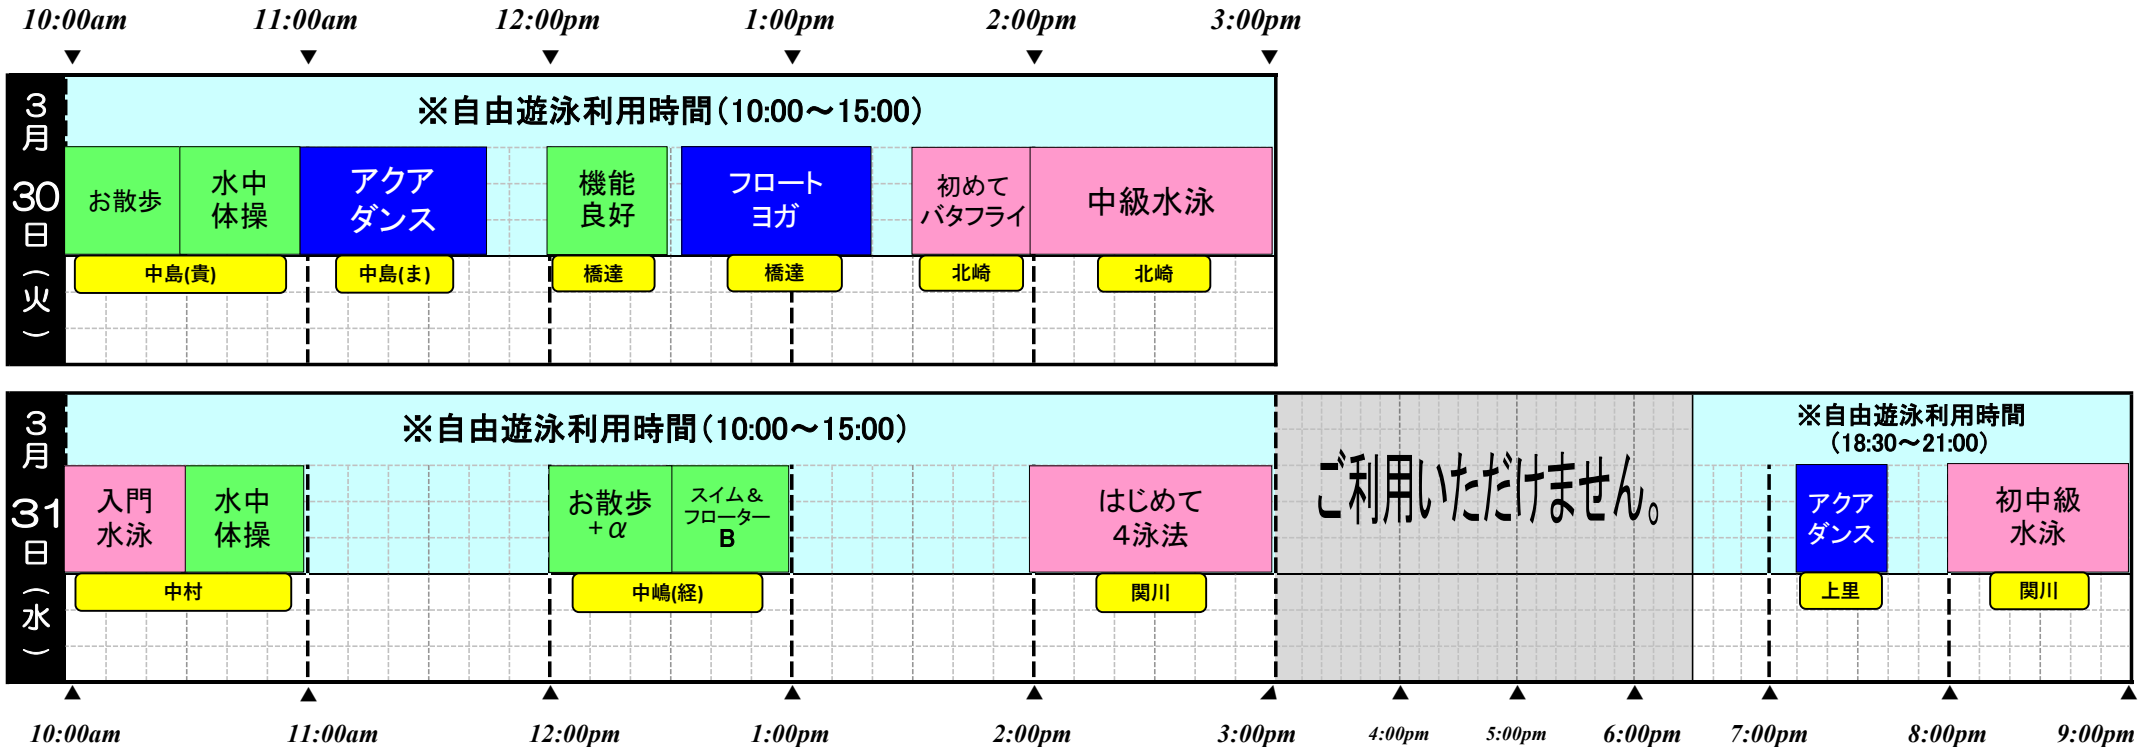 10:00am 11:00am 12:00pm 1:00pm 2:00pm 3:00pm
3月30日(火)
※自由遊泳利用時間(10:00～15:00)
お散歩
水中
体操
アクア
ダンス
機能
良好
フロート
ヨガ
初めて
バタフライ
中級水泳
中島(貴)
中島(ま)
橋達
橋達
北崎
北崎
3月31日(水)
※自由遊泳利用時間(10:00～15:00)
入門
水泳
水中
体操
お散歩
+α
スイム&
フローター
B
はじめて
4泳法
ご利用いただけません。
※自由遊泳利用時間
(18:30～21:00)
アクア
ダンス
初中級
水泳
中村
中嶋(経)
関川
上里
関川
10:00am 11:00am 12:00pm 1:00pm 2:00pm 3:00pm 4:00pm 5:00pm 6:00pm 7:00pm 8:00pm 9:00pm